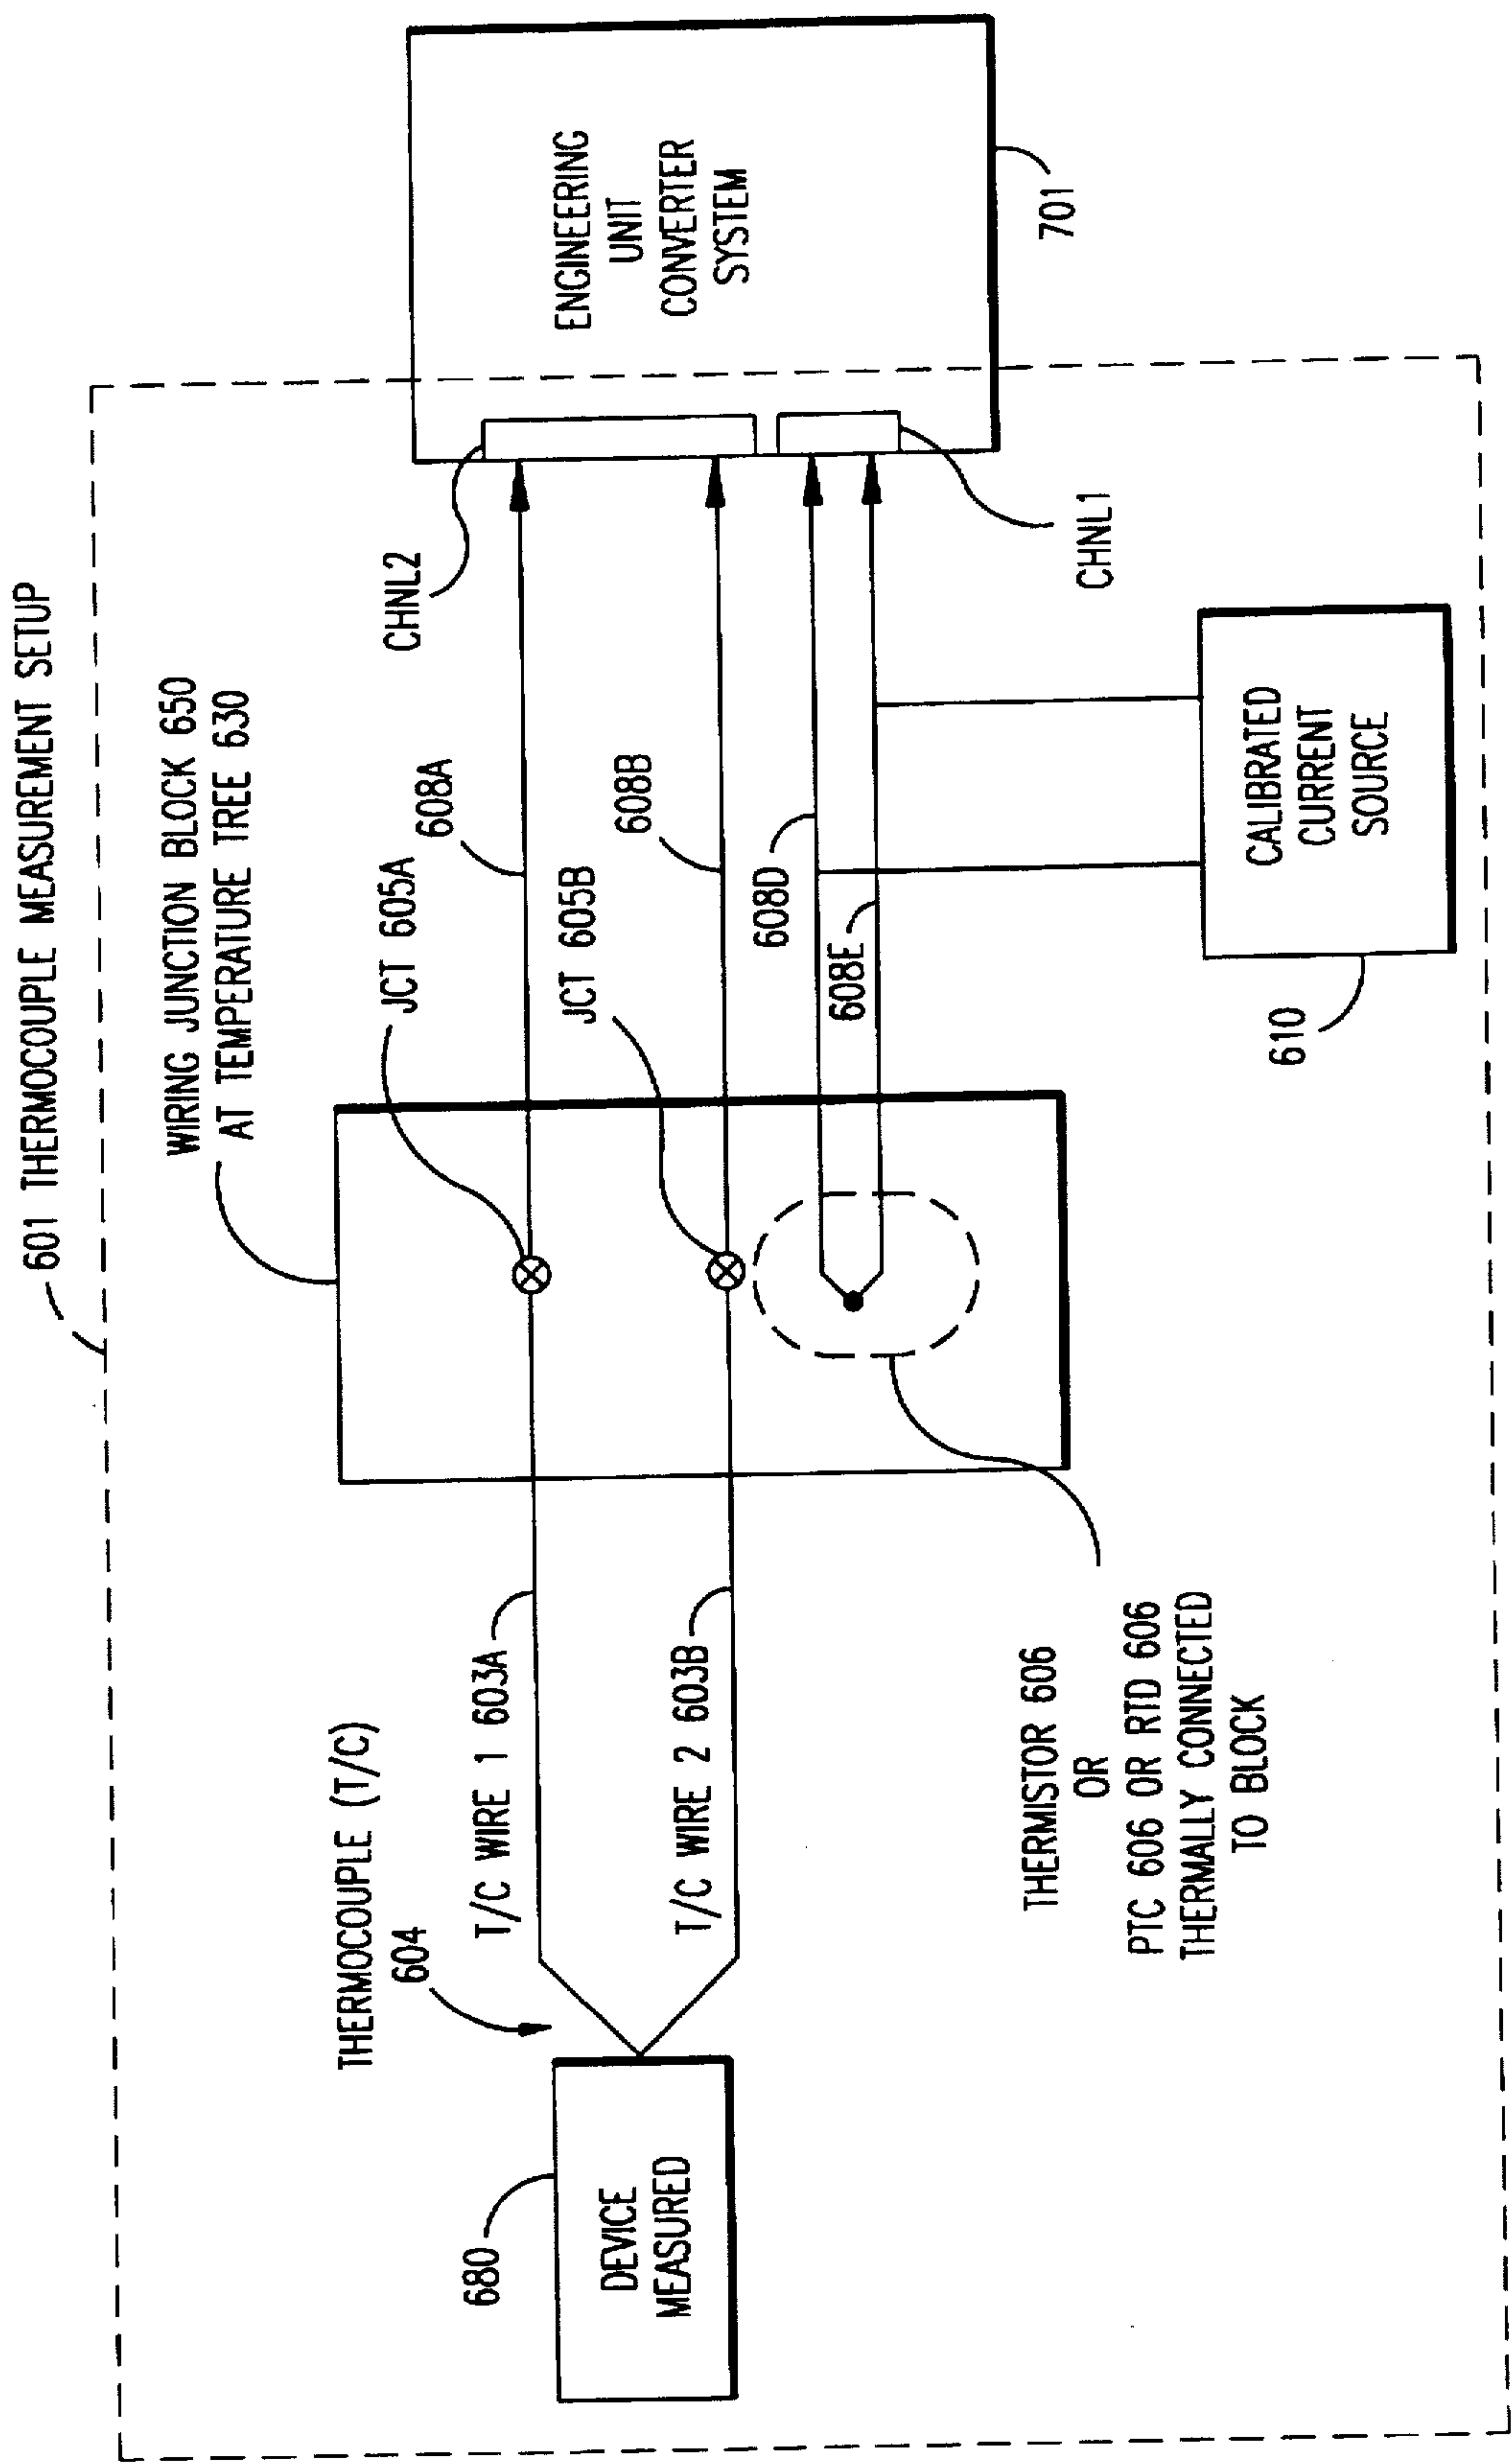 601 THERMOCOUPLE MEASUREMENT SETUP
WIRING JUNCTION BLOCK 650
AT TEMPERATURE TREE 630
THERMOCOUPLE (T/C)
604
680
DEVICE
MEASURED
T/C WIRE 1 603A
T/C WIRE 2 603B
JCT 605A
JCT 605B
608A
608B
608D
608E
CHNL2
CHNL1
ENGINEERING
UNIT
CONVERTER
SYSTEM
701
THERMISTOR 606
OR
PTC 606 OR RTD 606
THERMALLY CONNECTED
TO BLOCK
610
CALIBRATED
CURRENT
SOURCE